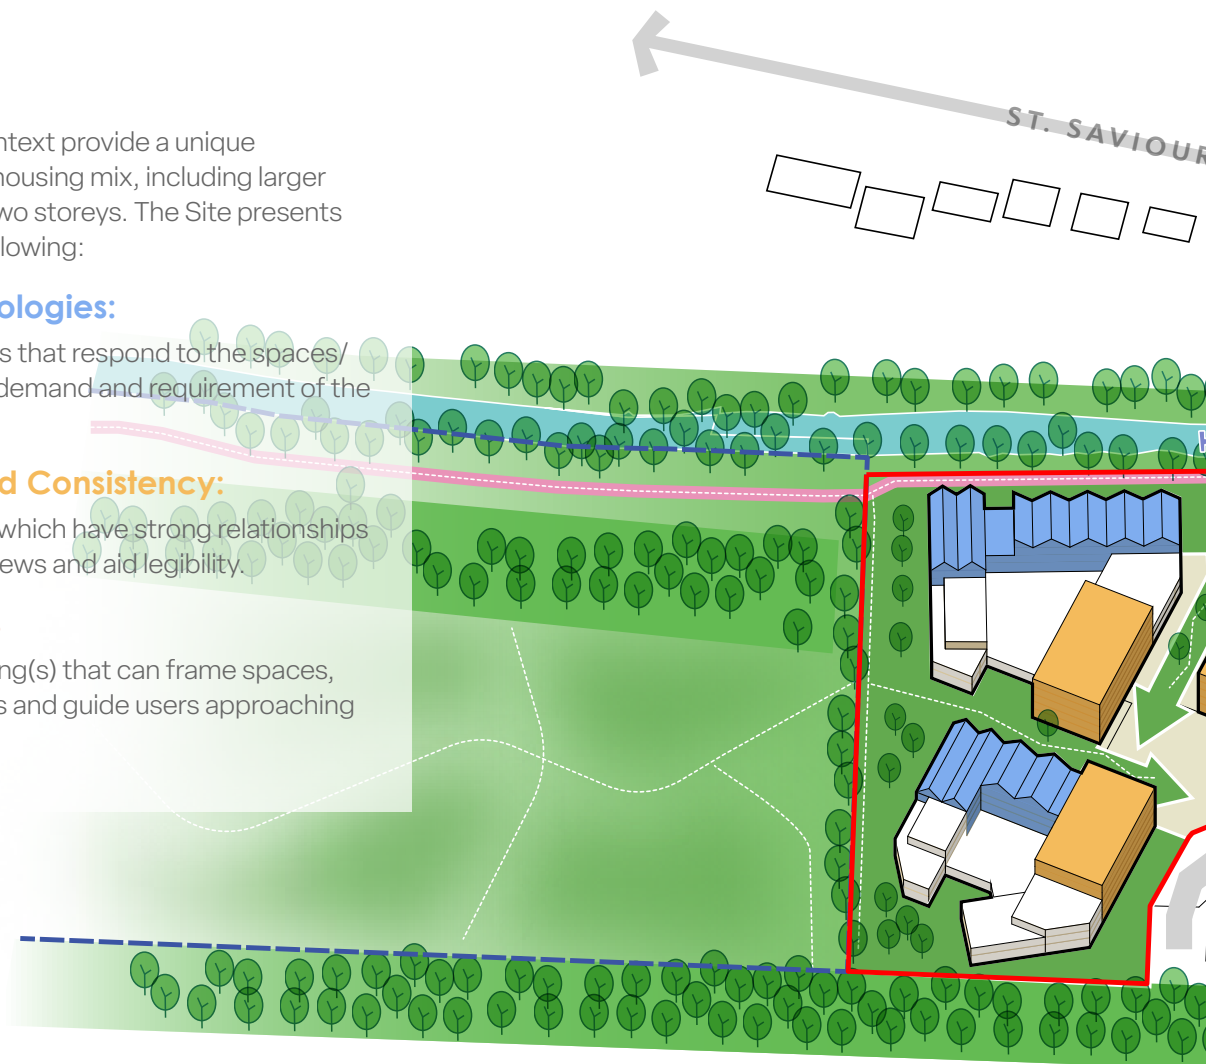 ntext provide a unique
housing mix, including larger
wo storeys. The Site presents
lowing:
ologies:
s that respond to the spaces/
demand and requirement of the
d Consistency:
which have strong relationships
ews and aid legibility.
ng(s) that can frame spaces,
s and guide users approaching
ST. SAVIOUR
H